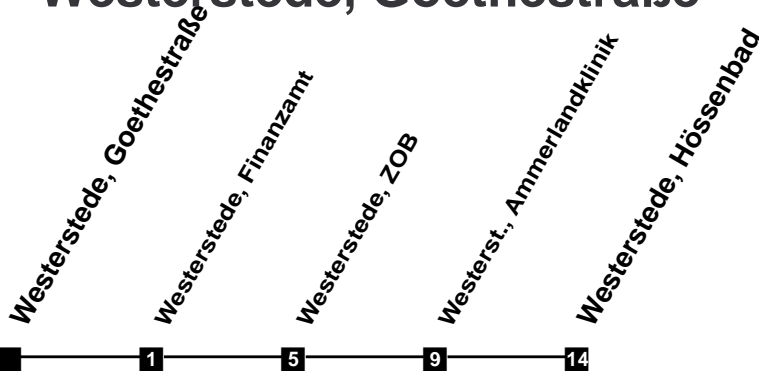 Westerstede, Goethestraße
Westerstede, Goethestraße
Westerstede, Finanzamt
Westerstede, ZOB
Westerst., Ammerlandklinik
Westerstede, Hössenbad
1
5
9
14